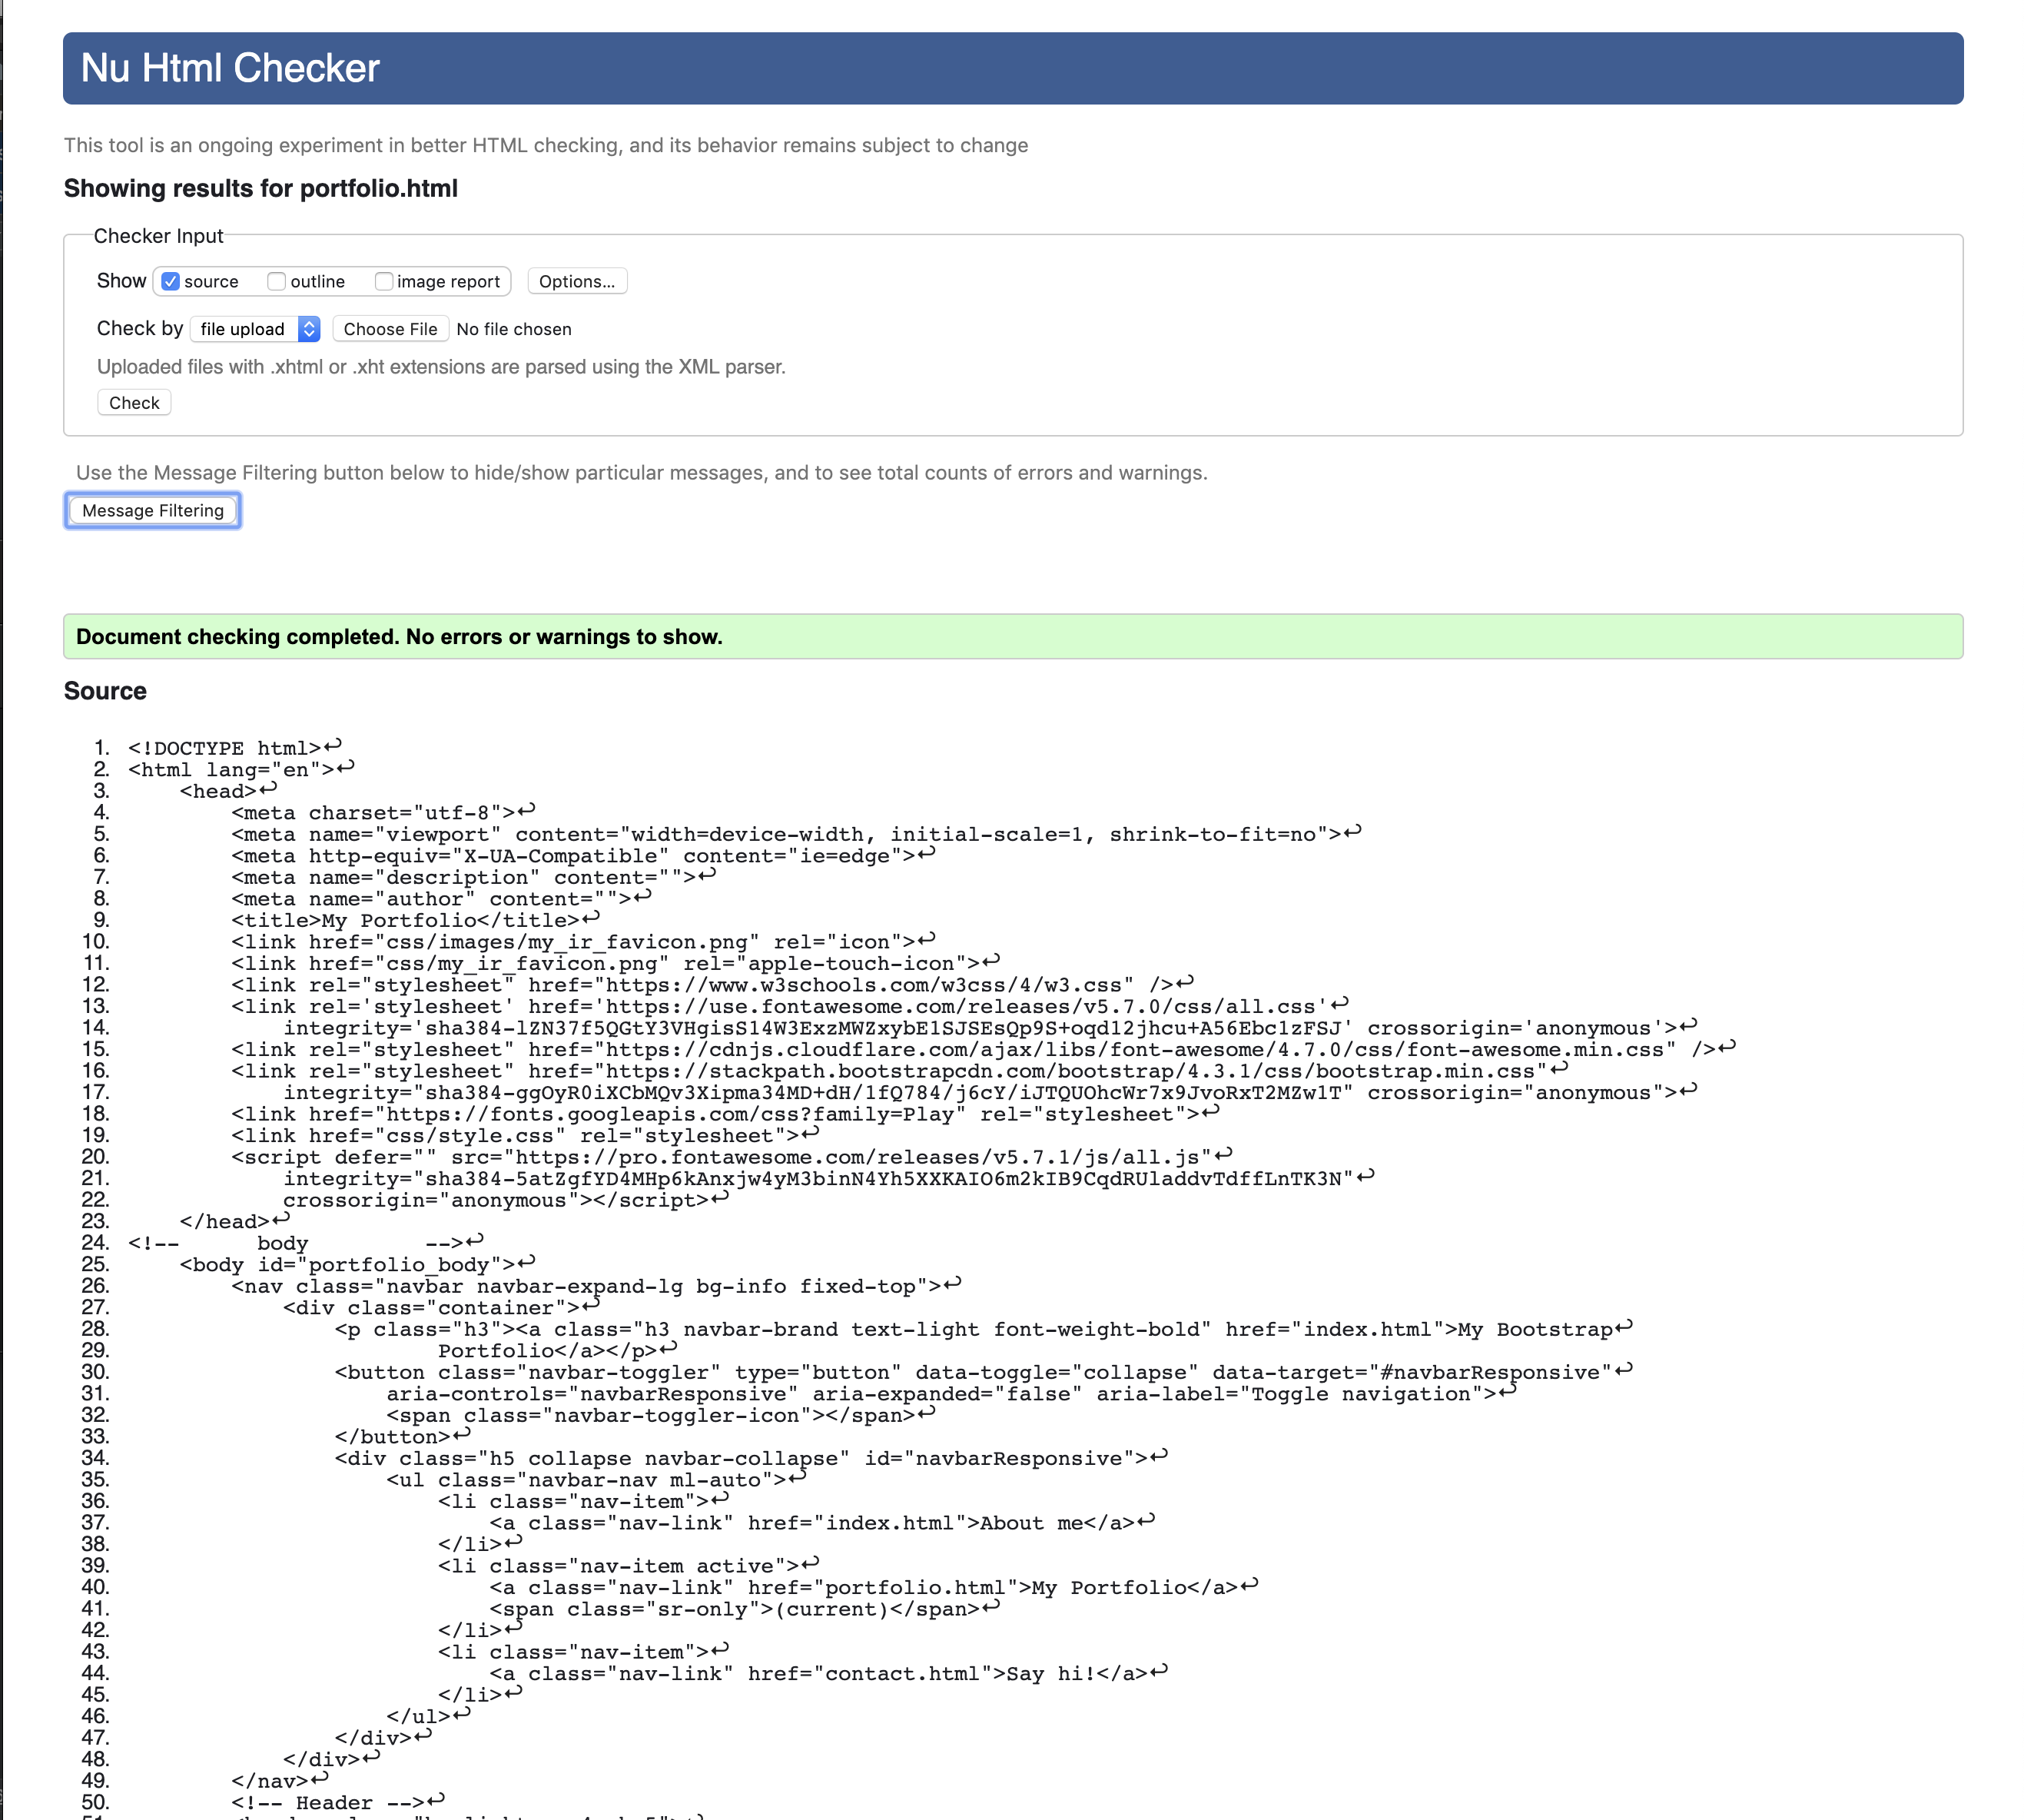 Nu Html Checker
This tool is an ongoing experiment in better HTML checking, and its behavior remains subject to change
Showing results for portfolio.html
Checker Input
Show source outline image report Options...
Check by file upload Choose File No file chosen
Uploaded files with .xhtml or .xht extensions are parsed using the XML parser.
Check
Use the Message Filtering button below to hide/show particular messages, and to see total counts of errors and warnings.
Message Filtering
Document checking completed. No errors or warnings to show.
Source
1. <!DOCTYPE html>↩
2. <html lang="en">↩
3.     <head>↩
4.         <meta charset="utf-8">↩
5.         <meta name="viewport" content="width=device-width, initial-scale=1, shrink-to-fit=no">↩
6.         <meta http-equiv="X-UA-Compatible" content="ie=edge">↩
7.         <meta name="description" content="">↩
8.         <meta name="author" content="">↩
9.         <title>My Portfolio</title>↩
10.         <link href="css/images/my_ir_favicon.png" rel="icon">↩
11.         <link href="css/my_ir_favicon.png" rel="apple-touch-icon">↩
12.         <link rel="stylesheet" href="https://www.w3schools.com/w3css/4/w3.css" />↩
13.         <link rel='stylesheet' href='https://use.fontawesome.com/releases/v5.7.0/css/all.css'↩
14.             integrity='sha384-lZN37f5QGtY3VHgisS14W3ExzMWZxybE1SJSEsQp9S+oqd12jhcu+A56Ebc1zFSJ' crossorigin='anonymous'>↩
15.         <link rel="stylesheet" href="https://cdnjs.cloudflare.com/ajax/libs/font-awesome/4.7.0/css/font-awesome.min.css" />↩
16.         <link rel="stylesheet" href="https://stackpath.bootstrapcdn.com/bootstrap/4.3.1/css/bootstrap.min.css"↩
17.             integrity="sha384-ggOyR0iXCbMQv3Xipma34MD+dH/1fQ784/j6cY/iJTQUOhcWr7x9JvoRxT2MZw1T" crossorigin="anonymous">↩
18.         <link href="https://fonts.googleapis.com/css?family=Play" rel="stylesheet">↩
19.         <link href="css/style.css" rel="stylesheet">↩
20.         <script defer="" src="https://pro.fontawesome.com/releases/v5.7.1/js/all.js"↩
21.             integrity="sha384-5atZgfYD4MHp6kAnxjw4yM3binN4Yh5XXKAIO6m2kIB9CqdRUladdvTdffLnTK3N"↩
22.             crossorigin="anonymous"></script>↩
23.     </head>↩
24. <!--      body         -->↩
25.     <body id="portfolio_body">↩
26.         <nav class="navbar navbar-expand-lg bg-info fixed-top">↩
27.             <div class="container">↩
28.                 <p class="h3"><a class="h3 navbar-brand text-light font-weight-bold" href="index.html">My Bootstrap↩
29.                         Portfolio</a></p>↩
30.                 <button class="navbar-toggler" type="button" data-toggle="collapse" data-target="#navbarResponsive"↩
31.                     aria-controls="navbarResponsive" aria-expanded="false" aria-label="Toggle navigation">↩
32.                     <span class="navbar-toggler-icon"></span>↩
33.                 </button>↩
34.                 <div class="h5 collapse navbar-collapse" id="navbarResponsive">↩
35.                     <ul class="navbar-nav ml-auto">↩
36.                         <li class="nav-item">↩
37.                             <a class="nav-link" href="index.html">About me</a>↩
38.                         </li>↩
39.                         <li class="nav-item active">↩
40.                             <a class="nav-link" href="portfolio.html">My Portfolio</a>↩
41.                             <span class="sr-only">(current)</span>↩
42.                         </li>↩
43.                         <li class="nav-item">↩
44.                             <a class="nav-link" href="contact.html">Say hi!</a>↩
45.                         </li>↩
46.                     </ul>↩
47.                 </div>↩
48.             </div>↩
49.         </nav>↩
50.         <!-- Header -->↩